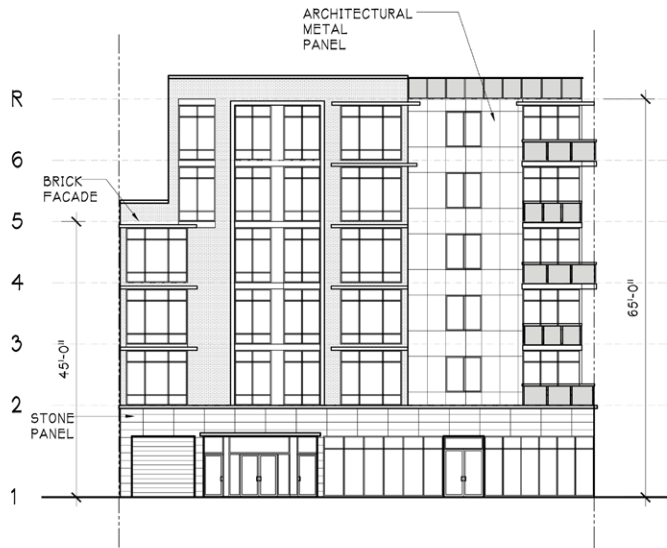 ARCHITECTURAL
METAL
PANEL
R
6
BRICK
FACADE
5
4
65'-0"
3
45'-0"
2
STONE
PANEL
1